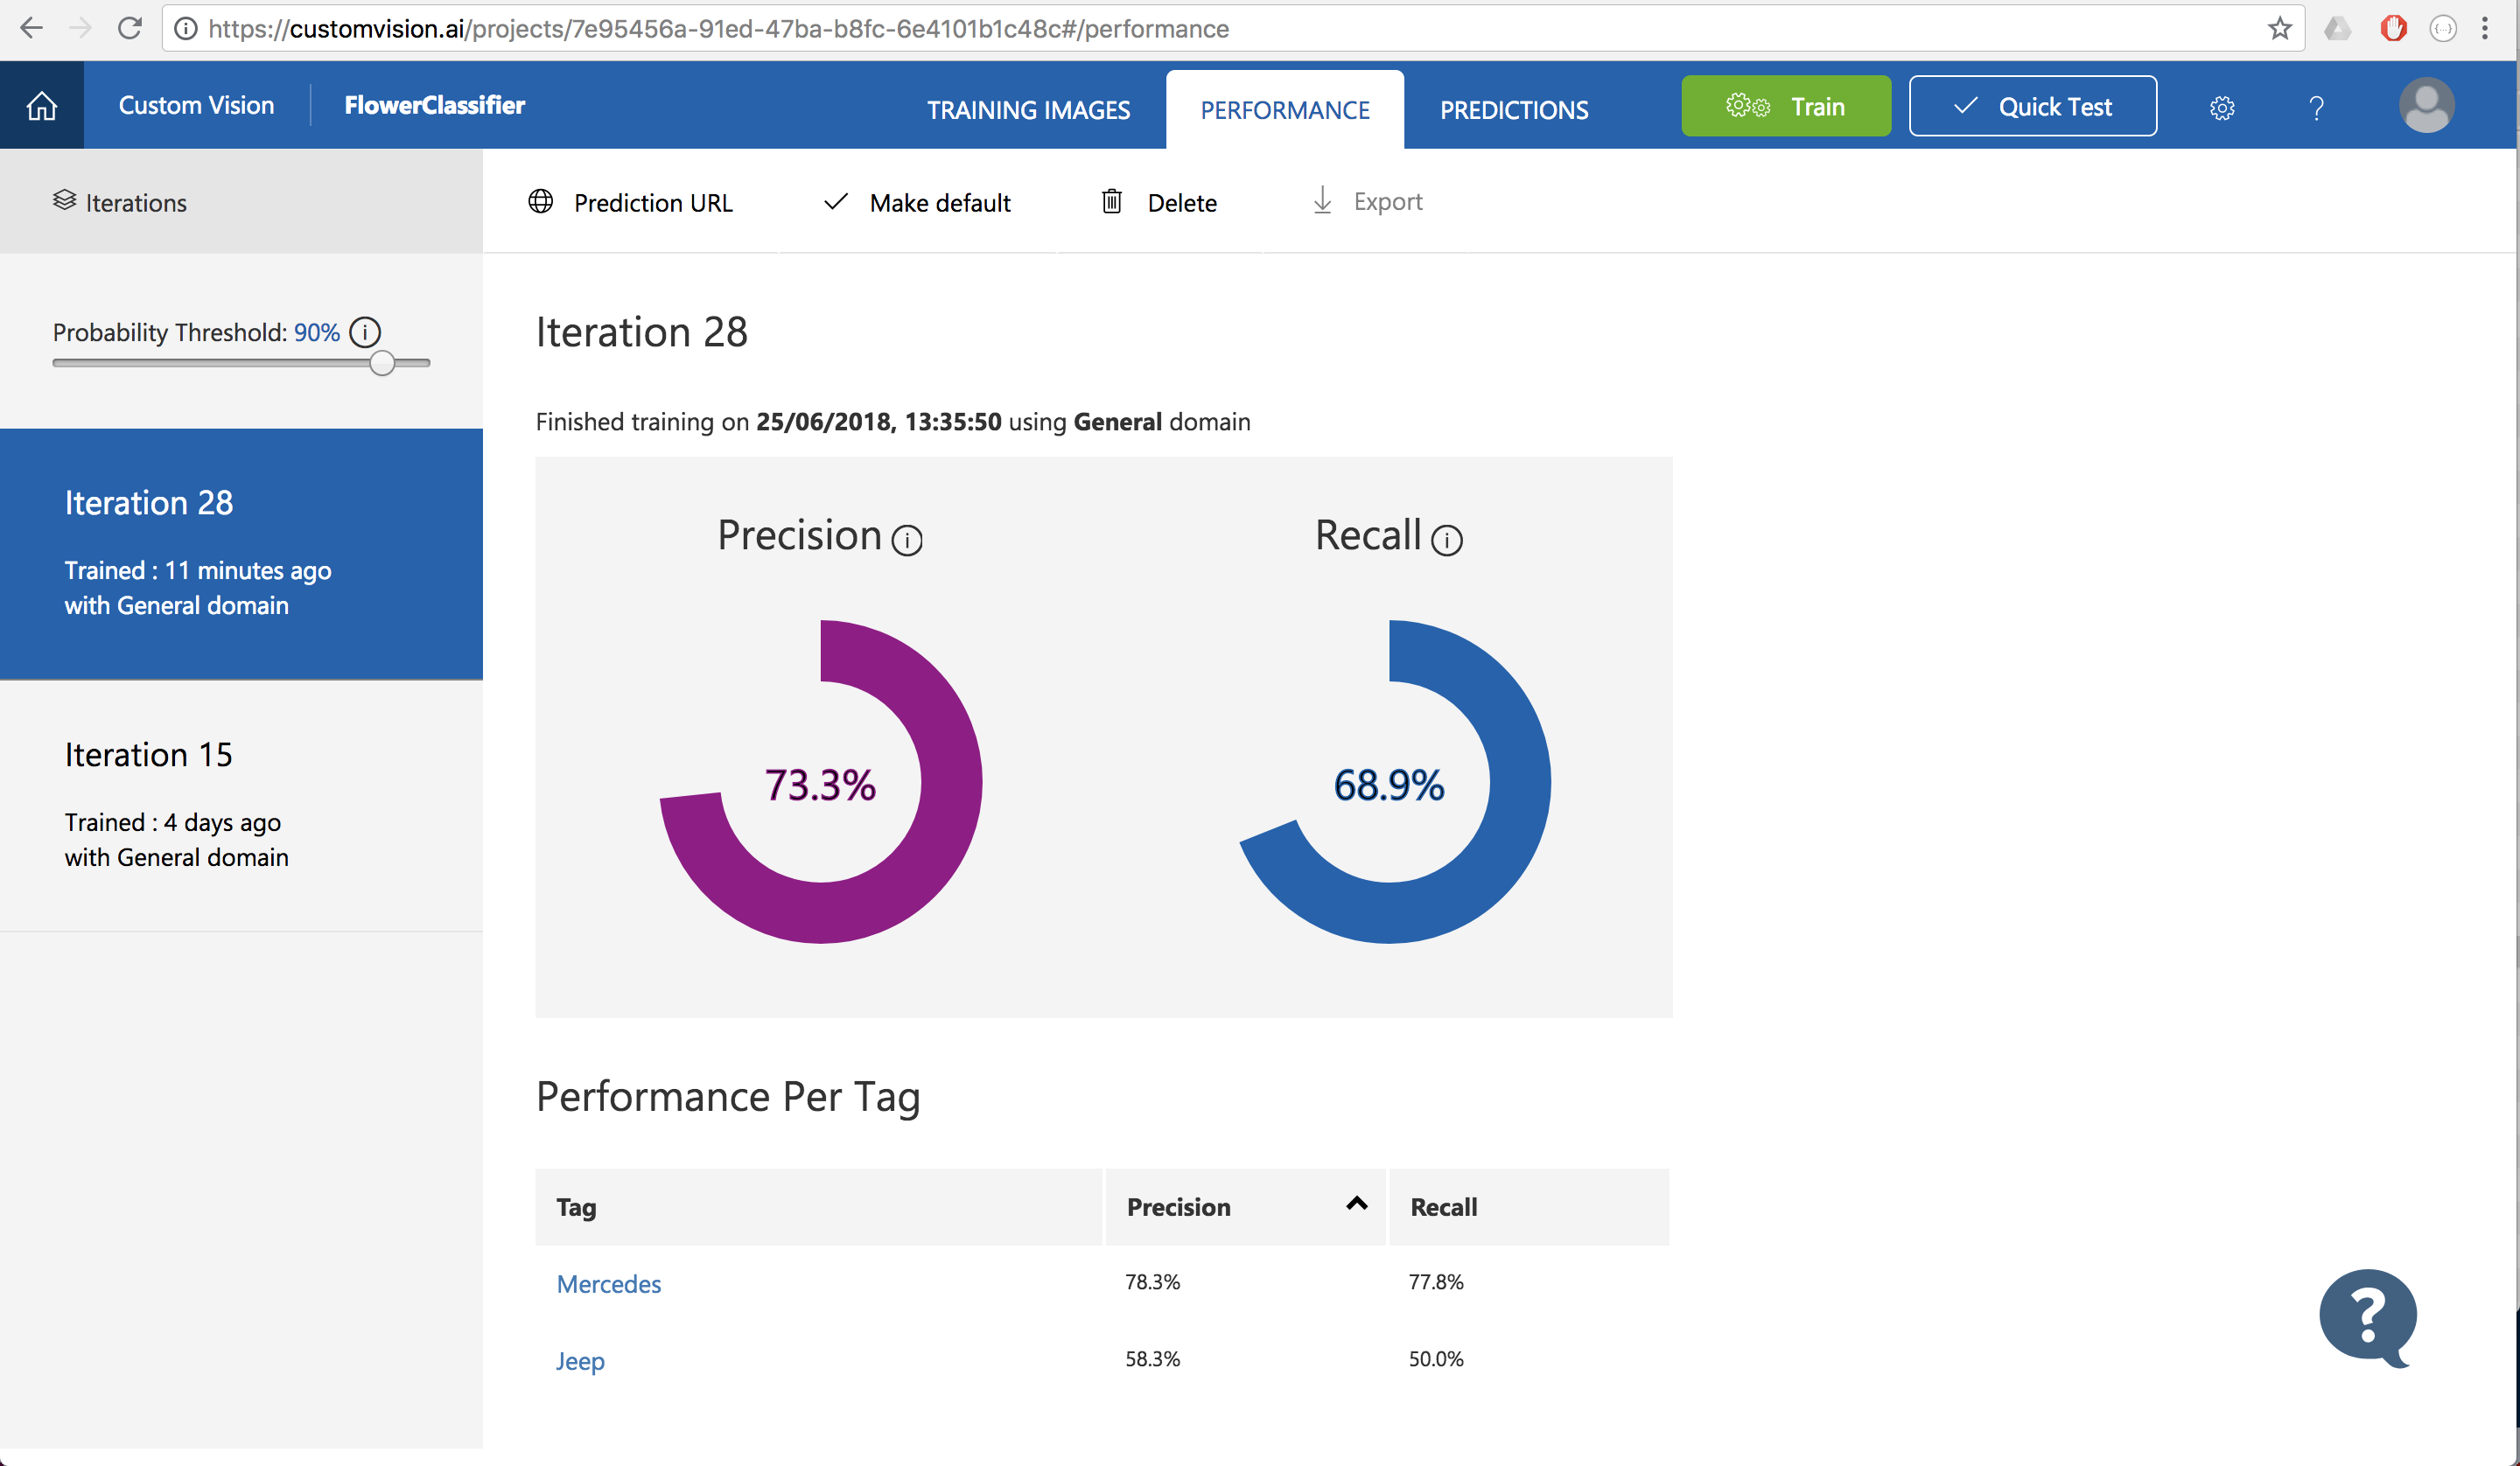 https://customvision.ai/projects/7e95456a-91ed-47ba-b8fc-6e4101b1c48c#/performance
Custom Vision FlowerClassifier TRAINING IMAGES PERFORMANCE PREDICTIONS Train Quick Test ?
Iterations
Prediction URL Make default Delete Export
Probability Threshold: 90%
Iteration 28
Trained : 11 minutes ago
with General domain
Iteration 15
Trained : 4 days ago
with General domain
Iteration 28
Finished training on 25/06/2018, 13:35:50 using General domain
Precision Recall
73.3% 68.9%
Performance Per Tag
Tag Precision Recall
Mercedes 78.3% 77.8%
Jeep 58.3% 50.0%
?